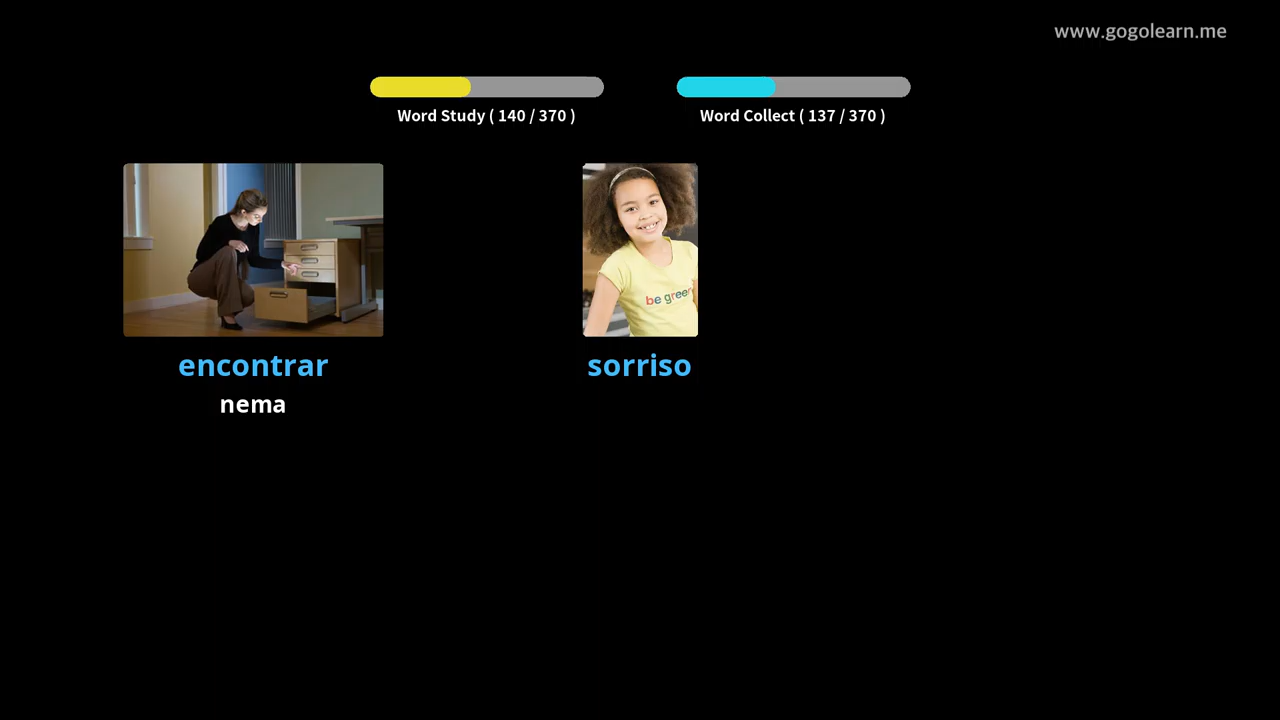 www.gogolearn.me
Word Study ( 140 / 370 )
Word Collect ( 137 / 370 )
be green
encontrar
nema
sorriso